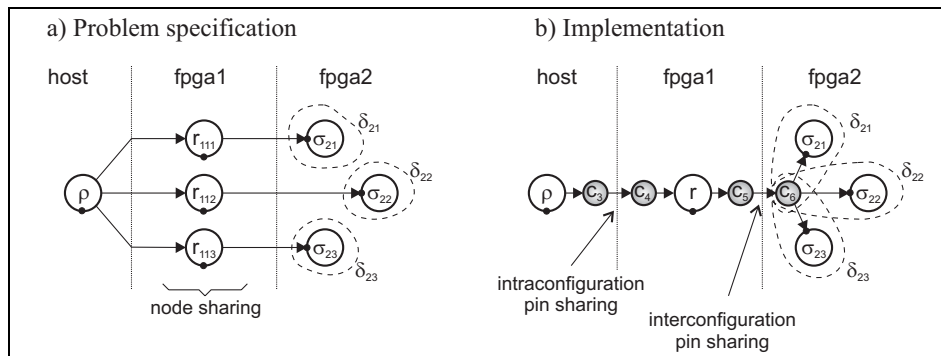 a) Problem specification
host fpga1 fpga2
r111 σ21 δ21
ρ r112 σ22 δ22
r113 σ23 δ23
node sharing
b) Implementation
host fpga1 fpga2
σ21 δ21
ρ c3 c4 r c5 c6 σ22 δ22
σ23 δ23
intraconfiguration
pin sharing
interconfiguration
pin sharing